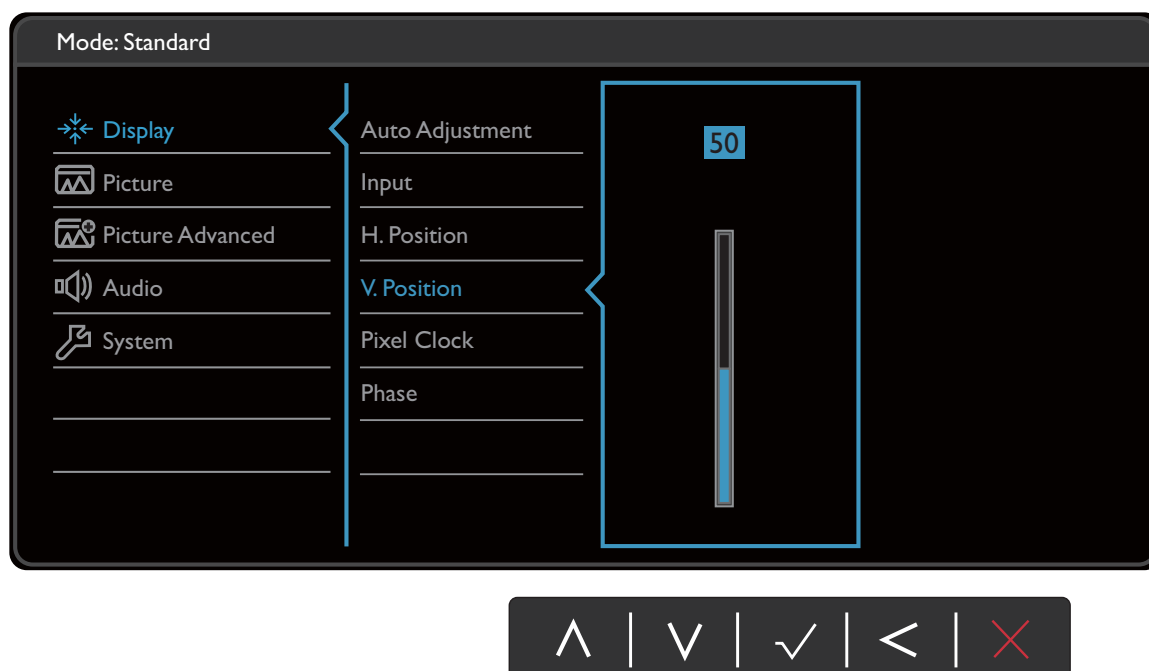 Mode: Standard
Display
Picture
Picture Advanced
Audio
System
Auto Adjustment
Input
H. Position
V. Position
Pixel Clock
Phase
50